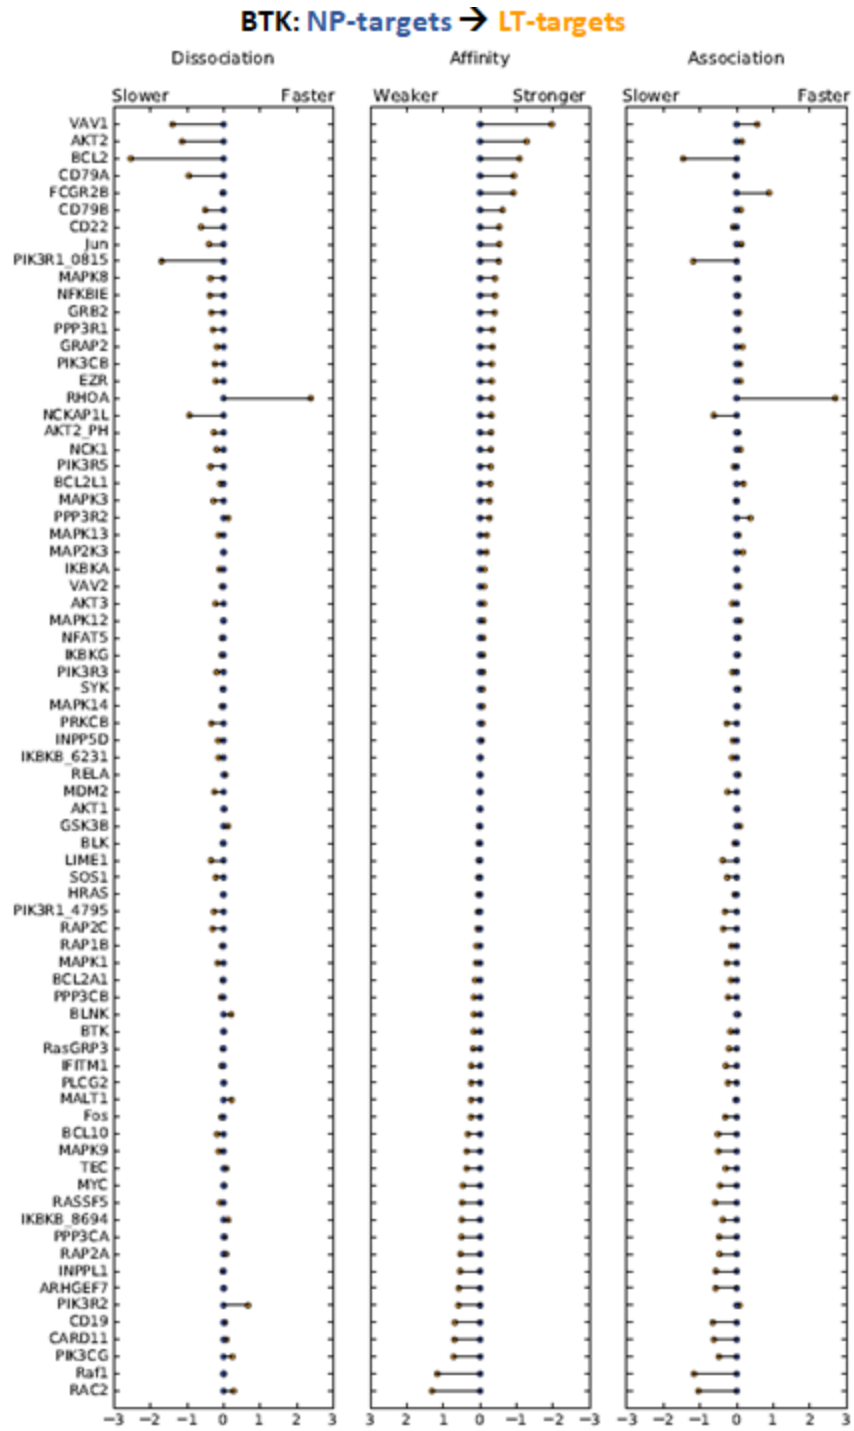 BTK: NP-targets → LT-targets
Dissociation Affinity Association
Slower Faster Weaker Stronger Slower Faster
VAV1
AKT2
BCL2
CD79A
FCGR2B
CD79B
CD22
Jun
PIK3R1_0815
MAPK8
NFKBIE
GRB2
PPP3R1
GRAP2
PIK3CB
EZR
RHOA
NCKAP1L
AKT2_PH
NCK1
PIK3R5
BCL2L1
MAPK3
PPP3R2
MAPK13
MAP2K3
IKBKA
VAV2
AKT3
MAPK12
NFAT5
IKBKG
PIK3R3
SYK
MAPK14
PRKCB
INPP5D
IKBKB_6231
RELA
MDM2
AKT1
GSK3B
BLK
LIME1
SOS1
HRAS
PIK3R1_4795
RAP2C
RAP1B
MAPK1
BCL2A1
PPP3CB
BLNK
BTK
RasGRP3
IFITM1
PLCG2
MALT1
Fos
BCL10
MAPK9
TEC
MYC
RASSF5
IKBKB_8694
PPP3CA
RAP2A
INPPL1
ARHGEF7
PIK3R2
CD19
CARD11
PIK3CG
Raf1
RAC2
−3 −2 −1 0 1 2 3 3 2 1 0 −1 −2 −3 −3 −2 −1 0 1 2 3